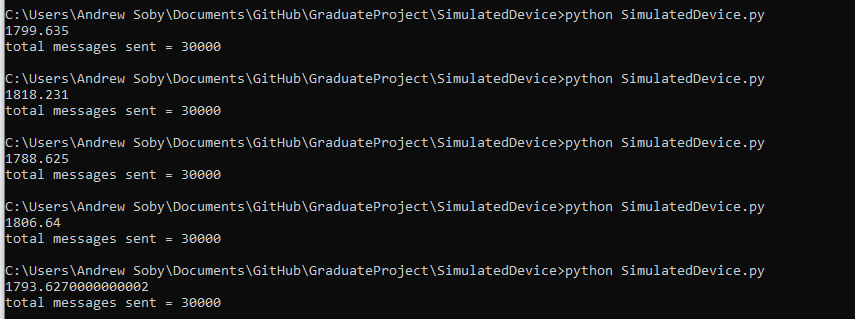 C:\Users\Andrew Soby\Documents\GitHub\GraduateProject\SimulatedDevice>python SimulatedDevice.py
1799.635
total messages sent = 30000
C:\Users\Andrew Soby\Documents\GitHub\GraduateProject\SimulatedDevice>python SimulatedDevice.py
1818.231
total messages sent = 30000
C:\Users\Andrew Soby\Documents\GitHub\GraduateProject\SimulatedDevice>python SimulatedDevice.py
1788.625
total messages sent = 30000
C:\Users\Andrew Soby\Documents\GitHub\GraduateProject\SimulatedDevice>python SimulatedDevice.py
1806.64
total messages sent = 30000
C:\Users\Andrew Soby\Documents\GitHub\GraduateProject\SimulatedDevice>python SimulatedDevice.py
1793.6270000000002
total messages sent = 30000